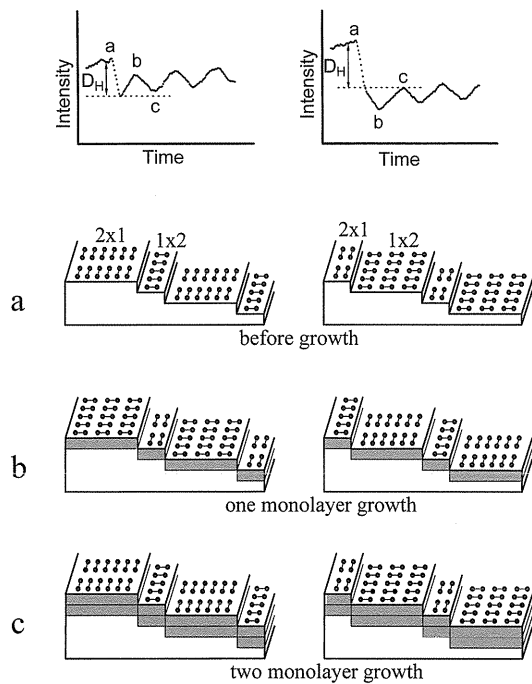 a
b
D_H
c
Intensity
Time
a
D_H
c
b
Intensity
Time
2x1 1x2
2x1 1x2
a
before growth
b
one monolayer growth
c
two monolayer growth